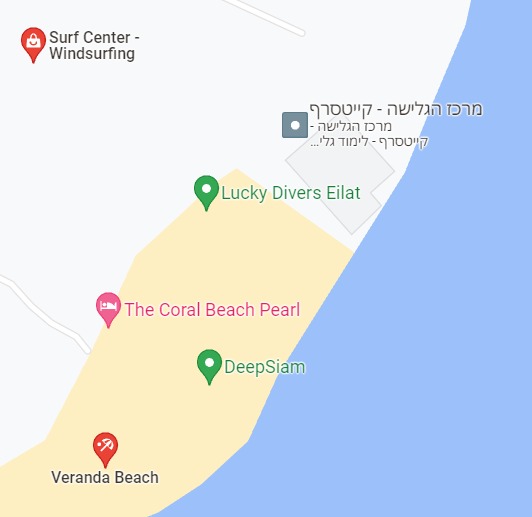 Surf Center -
Windsurfing
מרכז הגלישה - קייטסרף
מרכז הגלישה -
קייטסרף - לימוד גלי...
Lucky Divers Eilat
The Coral Beach Pearl
DeepSiam
Veranda Beach